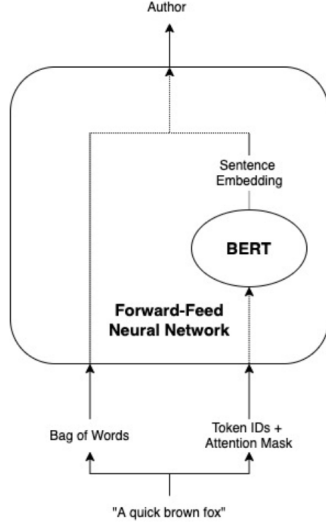 Author
Sentence
Embedding
BERT
Forward-Feed
Neural Network
Bag of Words
Token IDs +
Attention Mask
"A quick brown fox"